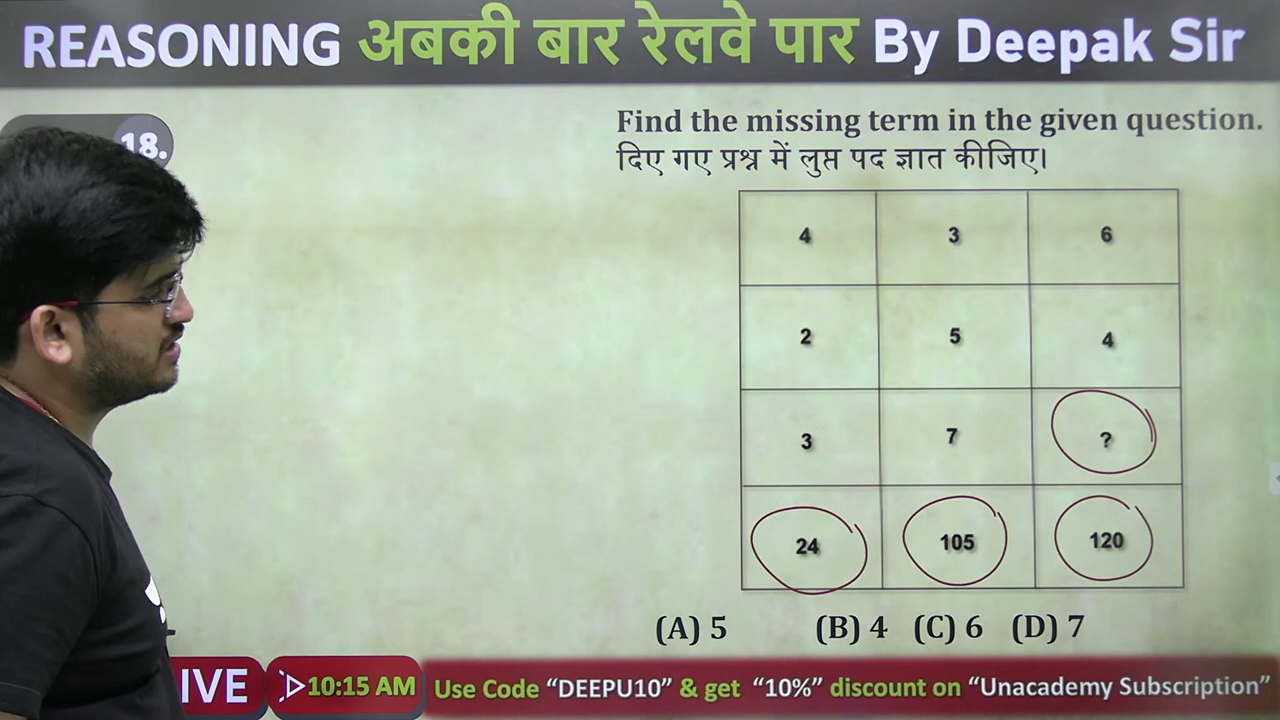 REASONING अबकी बार रेलवे पार By Deepak Sir
18.
Find the missing term in the given question.
दिए गए प्रश्न में लुप्त पद ज्ञात कीजिए।
4 3 6
2 5 4
3 7 ?
24 105 120
(A) 5 (B) 4 (C) 6 (D) 7
IVE 10:15 AM Use Code “DEEPU10” & get “10%” discount on “Unacademy Subscription”